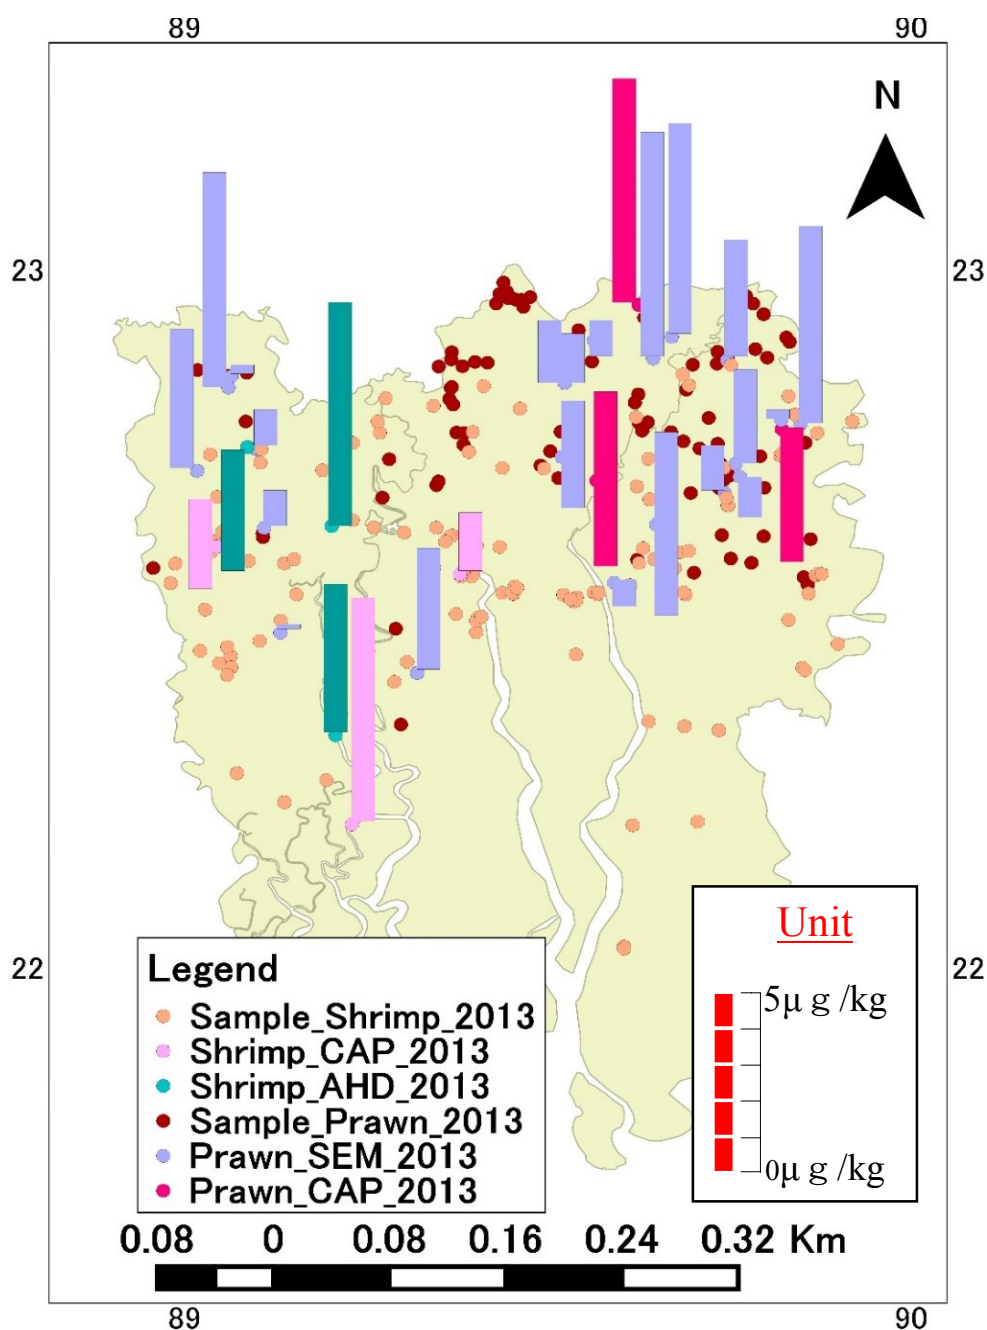 89 90
N
23 23
22 22
Unit
5μ g /kg
0μ g /kg
Legend
Sample_Shrimp_2013
Shrimp_CAP_2013
Shrimp_AHD_2013
Sample_Prawn_2013
Prawn_SEM_2013
Prawn_CAP_2013
0.08 0 0.08 0.16 0.24 0.32 Km
89 90